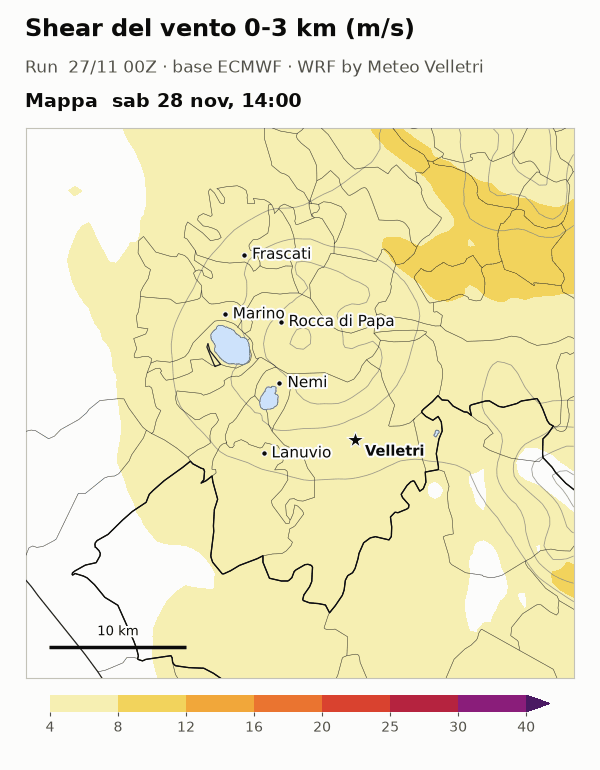 Shear del vento 0-3 km (m/s)
Run  27/11 00Z · base ECMWF · WRF by Meteo Velletri
Mappa  sab 28 nov, 14:00
Frascati
Marino
Rocca di Papa
Nemi
Velletri
Lanuvio
10 km
4 8 12 16 20 25 30 40